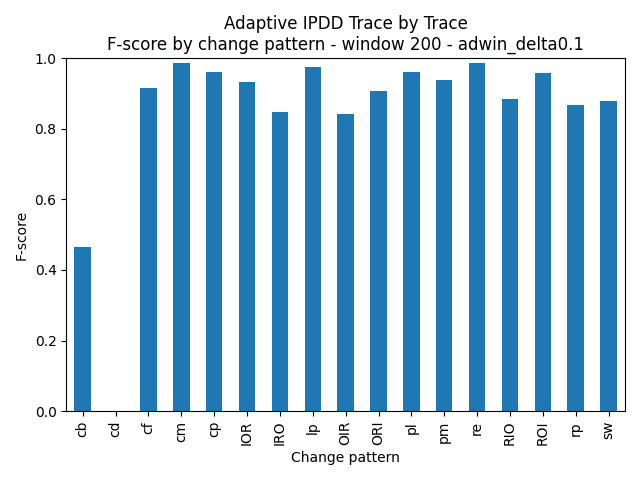 Adaptive IPDD Trace by Trace
F-score by change pattern - window 200 - adwin_delta0.1
1.0
0.8
0.6
0.4
0.2
0.0
F-score
cb cd cf cm cp IOR IRO lp OIR ORI pl pm re RIO ROI rp sw
Change pattern